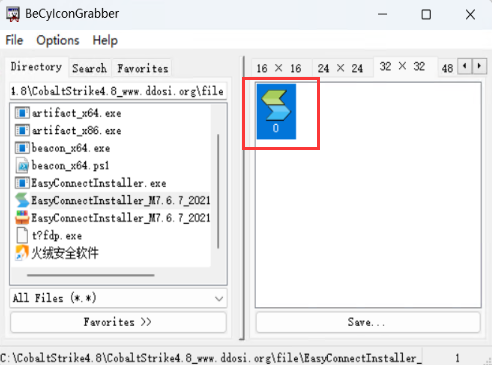 BeCyIconGrabber
File Options Help
Directory Search Favorites
16 × 16 24 × 24 32 × 32 48
4.8\CobaltStrike4.8_www.ddosi.org\file
artifact_x64.exe
artifact_x86.exe
beacon_x64.exe
beacon_x64.ps1
EasyConnectInstaller.exe
EasyConnectInstaller_M7.6.7_2021
EasyConnectInstaller_M7.6.7_2021
t?fdp.exe
火绒安全软件
0
All Files (*.*)
Favorites >>
Save...
C:\CobaltStrike4.8\CobaltStrike4.8_www.ddosi.org\file\EasyConnectInstaller_ 1